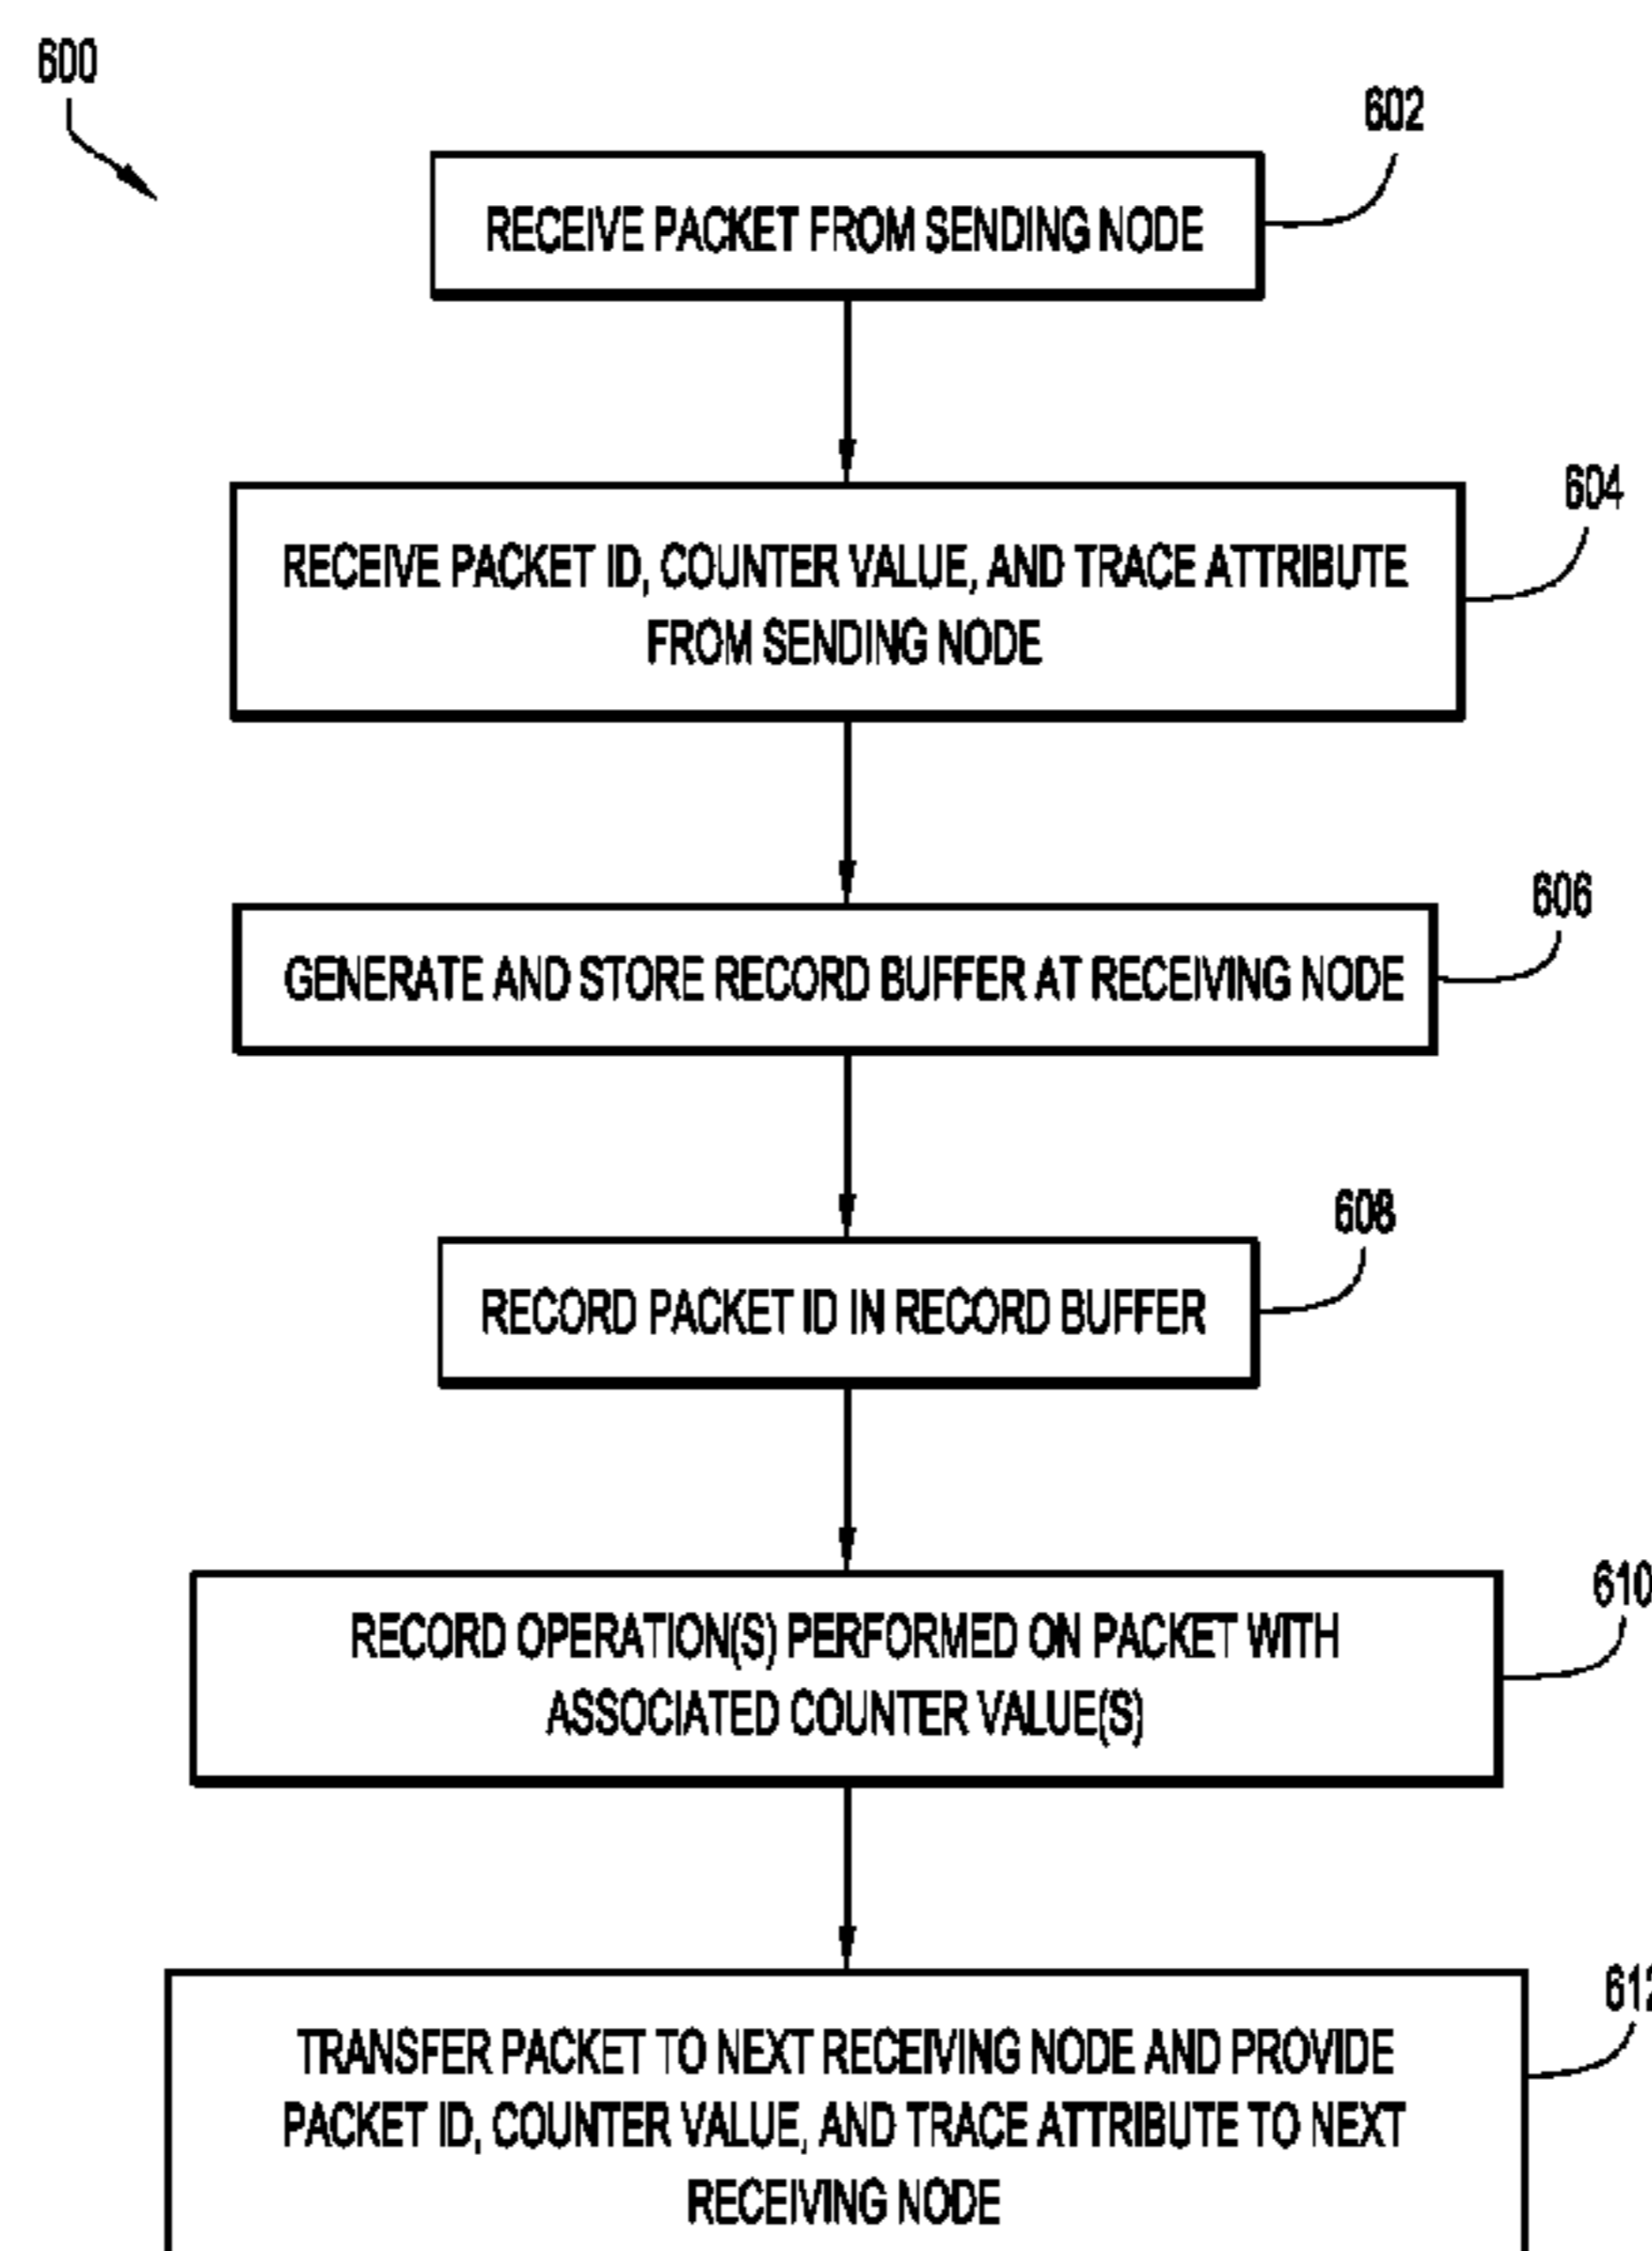 600
602
RECEIVE PACKET FROM SENDING NODE
604
RECEIVE PACKET ID, COUNTER VALUE, AND TRACE ATTRIBUTE
FROM SENDING NODE
606
GENERATE AND STORE RECORD BUFFER AT RECEIVING NODE
608
RECORD PACKET ID IN RECORD BUFFER
610
RECORD OPERATION(S) PERFORMED ON PACKET WITH
ASSOCIATED COUNTER VALUE(S)
612
TRANSFER PACKET TO NEXT RECEIVING NODE AND PROVIDE
PACKET ID, COUNTER VALUE, AND TRACE ATTRIBUTE TO NEXT
RECEIVING NODE